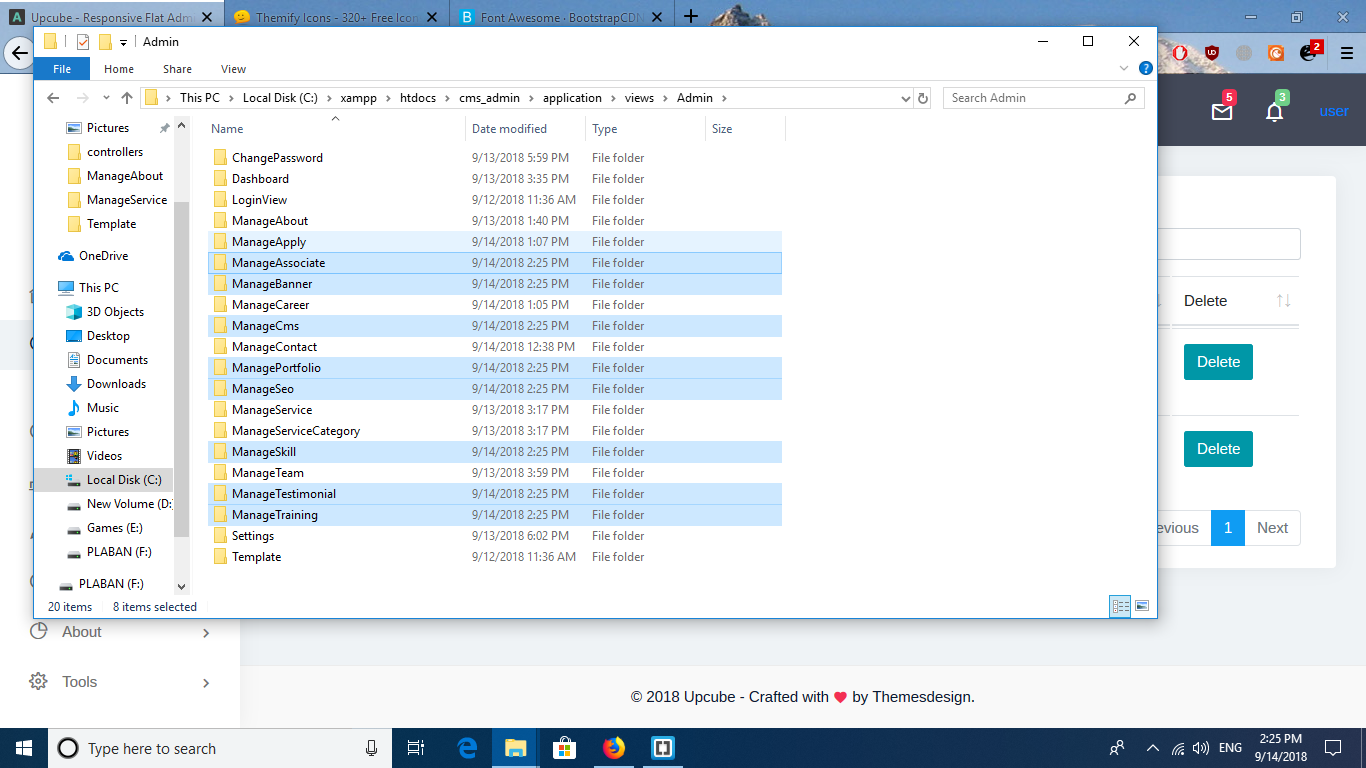 Upcube - Responsive Flat Adm
Themify Icons - 320+ Free Icon
Font Awesome · BootstrapCDN
Admin
File Home Share View
This PC > Local Disk (C:) > xampp > htdocs > cms_admin > application > views > Admin >
Search Admin
2
5
3
user
Pictures
controllers
ManageAbout
ManageService
Template
OneDrive
This PC
3D Objects
Desktop
Documents
Downloads
Music
Pictures
Videos
Local Disk (C:)
New Volume (D:
Games (E:)
PLABAN (F:)
PLABAN (F:)
Name Date modified Type Size
ChangePassword 9/13/2018 5:59 PM File folder
Dashboard 9/13/2018 3:35 PM File folder
LoginView 9/12/2018 11:36 AM File folder
ManageAbout 9/13/2018 1:40 PM File folder
ManageApply 9/14/2018 1:07 PM File folder
ManageAssociate 9/14/2018 2:25 PM File folder
ManageBanner 9/14/2018 2:25 PM File folder
ManageCareer 9/14/2018 1:05 PM File folder
ManageCms 9/14/2018 2:25 PM File folder
ManageContact 9/14/2018 12:38 PM File folder
ManagePortfolio 9/14/2018 2:25 PM File folder
ManageSeo 9/14/2018 2:25 PM File folder
ManageService 9/13/2018 3:17 PM File folder
ManageServiceCategory 9/13/2018 3:17 PM File folder
ManageSkill 9/14/2018 2:25 PM File folder
ManageTeam 9/13/2018 3:59 PM File folder
ManageTestimonial 9/14/2018 2:25 PM File folder
ManageTraining 9/14/2018 2:25 PM File folder
Settings 9/13/2018 6:02 PM File folder
Template 9/12/2018 11:36 AM File folder
20 items 8 items selected
Delete
Delete
Delete
evious 1 Next
About
Tools
© 2018 Upcube - Crafted with ♥ by Themesdesign.
Type here to search
ENG
2:25 PM
9/14/2018